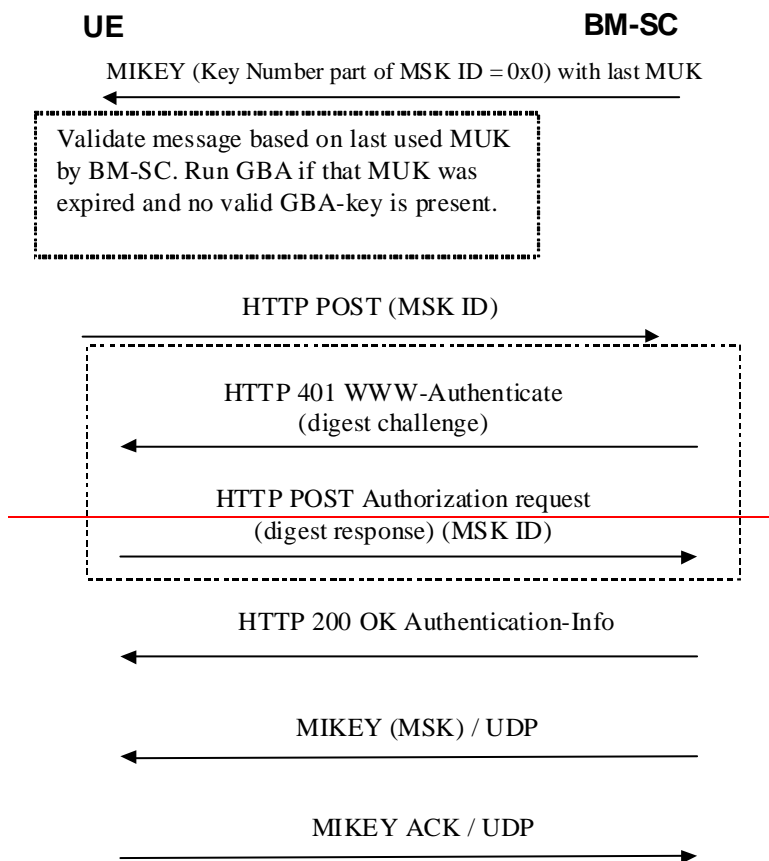 UE BM-SC
MIKEY (Key Number part of MSK ID = 0x0) with last MUK
Validate message based on last used MUK
by BM-SC. Run GBA if that MUK was
expired and no valid GBA-key is present.
HTTP POST (MSK ID)
HTTP 401 WWW-Authenticate
(digest challenge)
HTTP POST Authorization request
(digest response) (MSK ID)
HTTP 200 OK Authentication-Info
MIKEY (MSK) / UDP
MIKEY ACK / UDP